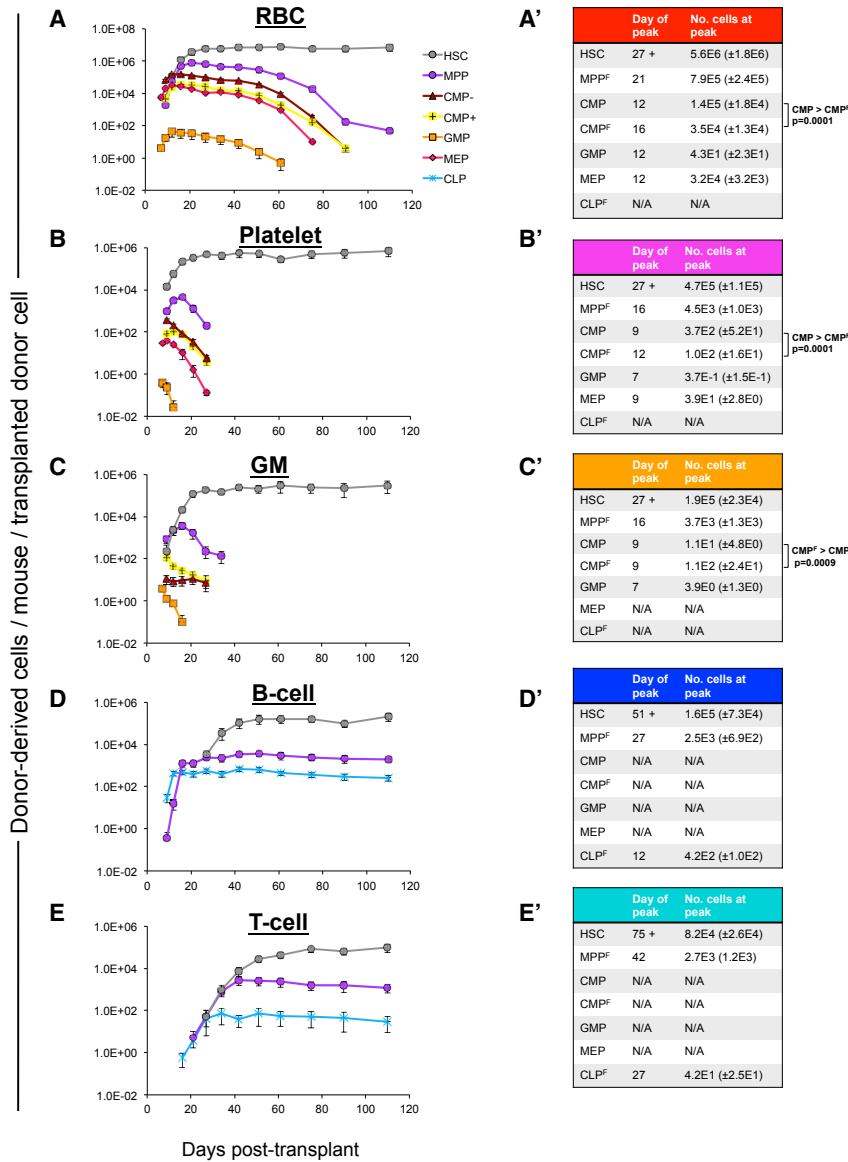 Donor-derived cells / mouse / transplanted donor cell
A
RBC
1.0E+08
1.0E+06
1.0E+04
1.0E+02
1.0E+00
1.0E-02
0 20 40 60 80 100 120
HSC
MPP
CMP-
CMP+
GMP
MEP
CLP
A’
Day of peak No. cells at peak
HSC 27 + 5.6E6 (±1.8E6)
MPPF 21 7.9E5 (±2.4E5)
CMP 12 1.4E5 (±1.8E4)
CMPF 16 3.5E4 (±1.3E4)
GMP 12 4.3E1 (±2.3E1)
MEP 12 3.2E4 (±3.2E3)
CLPF N/A N/A
CMP > CMPF
p=0.0001
B
Platelet
1.0E+06
1.0E+04
1.0E+02
1.0E+00
1.0E-02
0 20 40 60 80 100 120
B’
Day of peak No. cells at peak
HSC 27 + 4.7E5 (±1.1E5)
MPPF 16 4.5E3 (±1.0E3)
CMP 9 3.7E2 (±5.2E1)
CMPF 12 1.0E2 (±1.6E1)
GMP 7 3.7E-1 (±1.5E-1)
MEP 9 3.9E1 (±2.8E0)
CLPF N/A N/A
CMP > CMPF
p=0.0001
C
GM
1.0E+06
1.0E+04
1.0E+02
1.0E+00
1.0E-02
0 20 40 60 80 100 120
C’
Day of peak No. cells at peak
HSC 27 + 1.9E5 (±2.3E4)
MPPF 16 3.7E3 (±1.3E3)
CMP 9 1.1E1 (±4.8E0)
CMPF 9 1.1E2 (±2.4E1)
GMP 7 3.9E0 (±1.3E0)
MEP N/A N/A
CLPF N/A N/A
CMPF > CMP
p=0.0009
D
B-cell
1.0E+06
1.0E+04
1.0E+02
1.0E+00
1.0E-02
0 20 40 60 80 100 120
D’
Day of peak No. cells at peak
HSC 51 + 1.6E5 (±7.3E4)
MPPF 27 2.5E3 (±6.9E2)
CMP N/A N/A
CMPF N/A N/A
GMP N/A N/A
MEP N/A N/A
CLPF 12 4.2E2 (±1.0E2)
E
T-cell
1.0E+06
1.0E+04
1.0E+02
1.0E+00
1.0E-02
0 20 40 60 80 100 120
Days post-transplant
E’
Day of peak No. cells at peak
HSC 75 + 8.2E4 (±2.6E4)
MPPF 42 2.7E3 (1.2E3)
CMP N/A N/A
CMPF N/A N/A
GMP N/A N/A
MEP N/A N/A
CLPF 27 4.2E1 (±2.5E1)